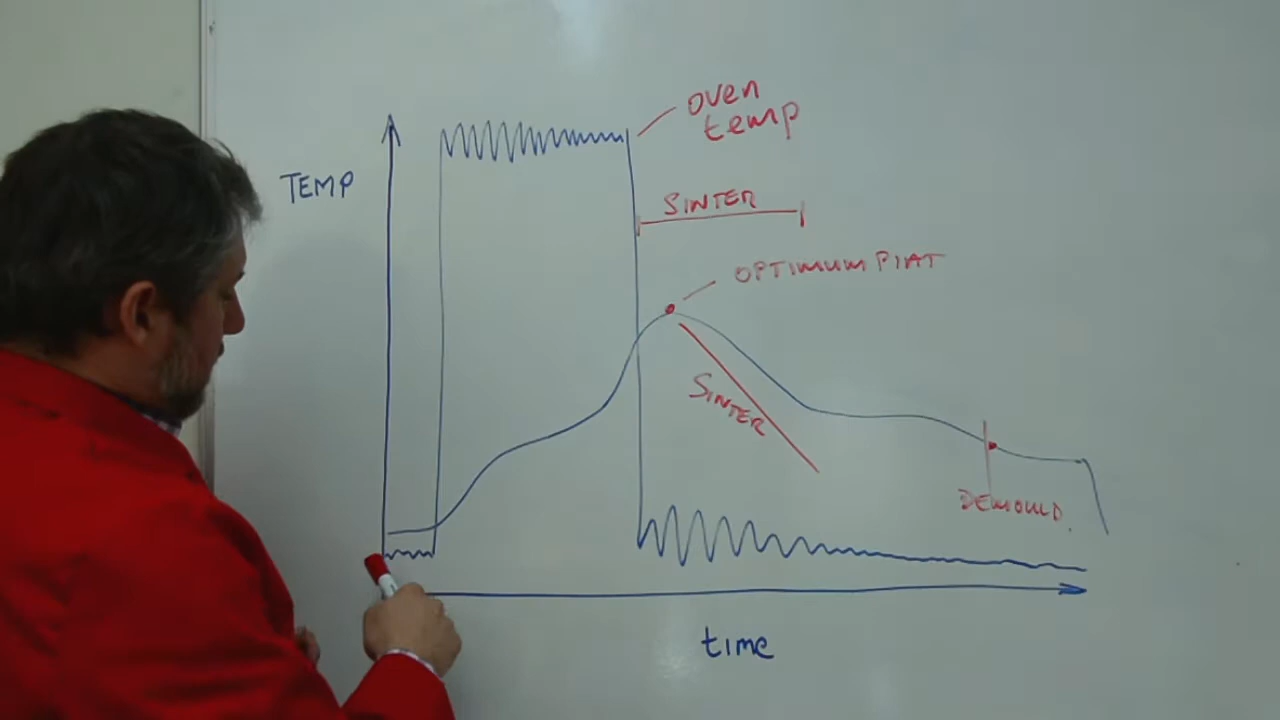 oven
temp
TEMP
SINTER
OPTIMUM PIAT
SINTER
DEMOULD.
time